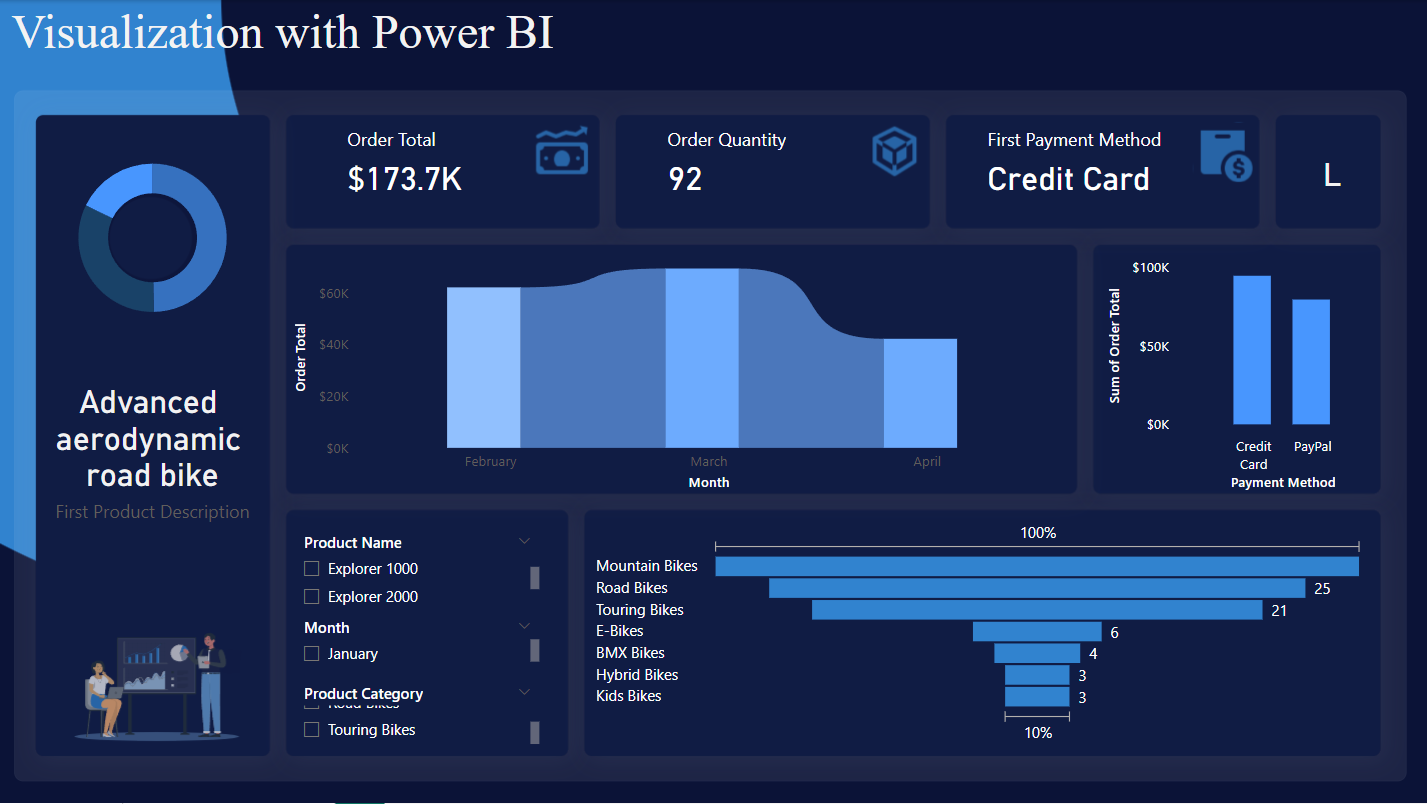 Visualization with Power BI
Order Total
$173.7K
Order Quantity
92
First Payment Method
Credit Card
L
Advanced
aerodynamic
road bike
First Product Description
Order Total
$60K
$40K
$20K
$0K
February
March
April
Month
Sum of Order Total
$100K
$50K
$0K
Credit
Card
PayPal
Payment Method
Product Name
Explorer 1000
Explorer 2000
Month
January
Product Category
Road Bikes
Touring Bikes
100%
Mountain Bikes
Road Bikes
25
Touring Bikes
21
E-Bikes
6
BMX Bikes
4
Hybrid Bikes
3
Kids Bikes
3
10%